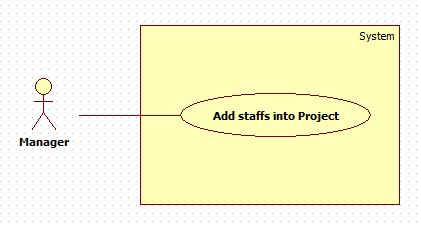 System
Add staffs into Project
Manager